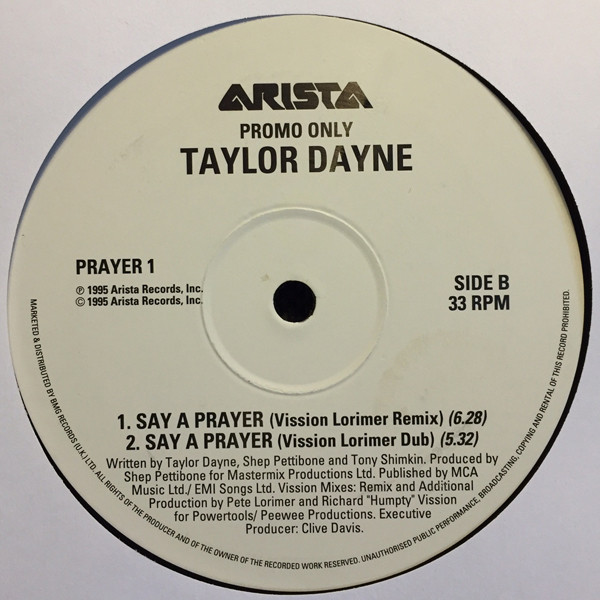 ARISTA
PROMO ONLY
TAYLOR DAYNE
PRAYER 1
℗ 1995 Arista Records, Inc.
© 1995 Arista Records, Inc.
SIDE B
33 RPM
1. SAY A PRAYER (Vission Lorimer Remix) (6.28)
2. SAY A PRAYER (Vission Lorimer Dub) (5.32)
Written by Taylor Dayne, Shep Pettibone and Tony Shimkin. Produced by
Shep Pettibone for Mastermix Productions Ltd. Published by MCA
Music Ltd./ EMI Songs Ltd. Vission Mixes: Remix and Additional
Production by Pete Lorimer and Richard "Humpty" Vission
for Powertools/ Peewee Productions. Executive
Producer: Clive Davis.
MARKETED & DISTRIBUTED BY BMG RECORDS (U.K.) LTD. ALL RIGHTS OF THE PRODUCER AND OF THE OWNER OF THE RECORDED WORK RESERVED. UNAUTHORISED PUBLIC PERFORMANCE, BROADCASTING, COPYING AND RENTAL OF THIS RECORD PROHIBITED.